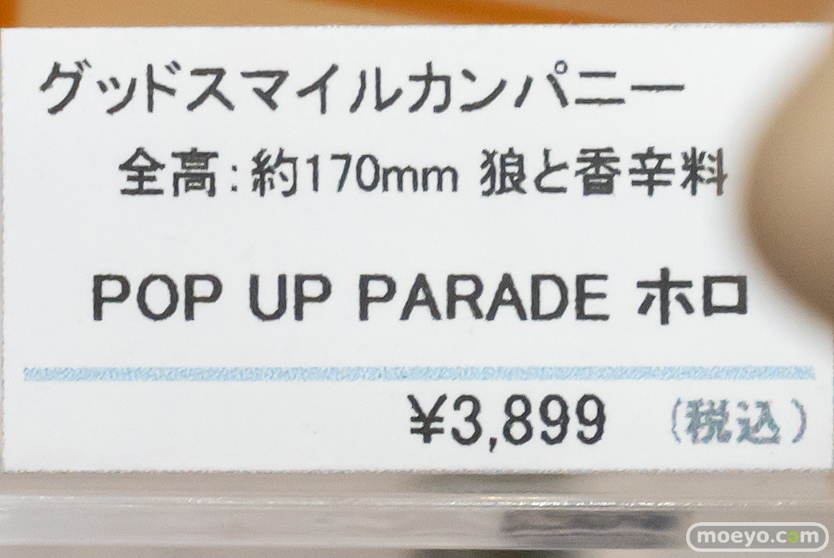 グッドスマイルカンパニー
全高:約170mm 狼と香辛料
POP UP PARADE ホロ
¥3,899 (税込)
moeyo.com